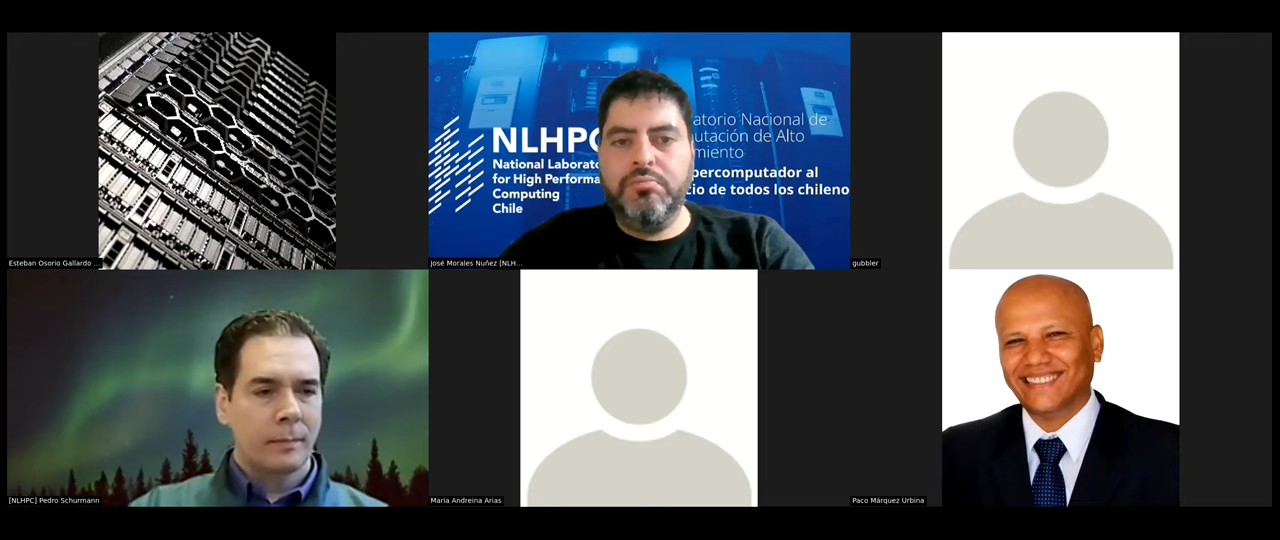 NLHPC
National Laborato
for High Performa
Computing
Chile
atorio Nacional de
utación de Alto
miento
percomputador al
cio de todos los chileno
Esteban Osorio Gallardo ...
José Morales Nuñez [NLH...
gubbler
[NLHPC] Pedro Schurmann
Maria Andreina Arias
Paco Márquez Urbina